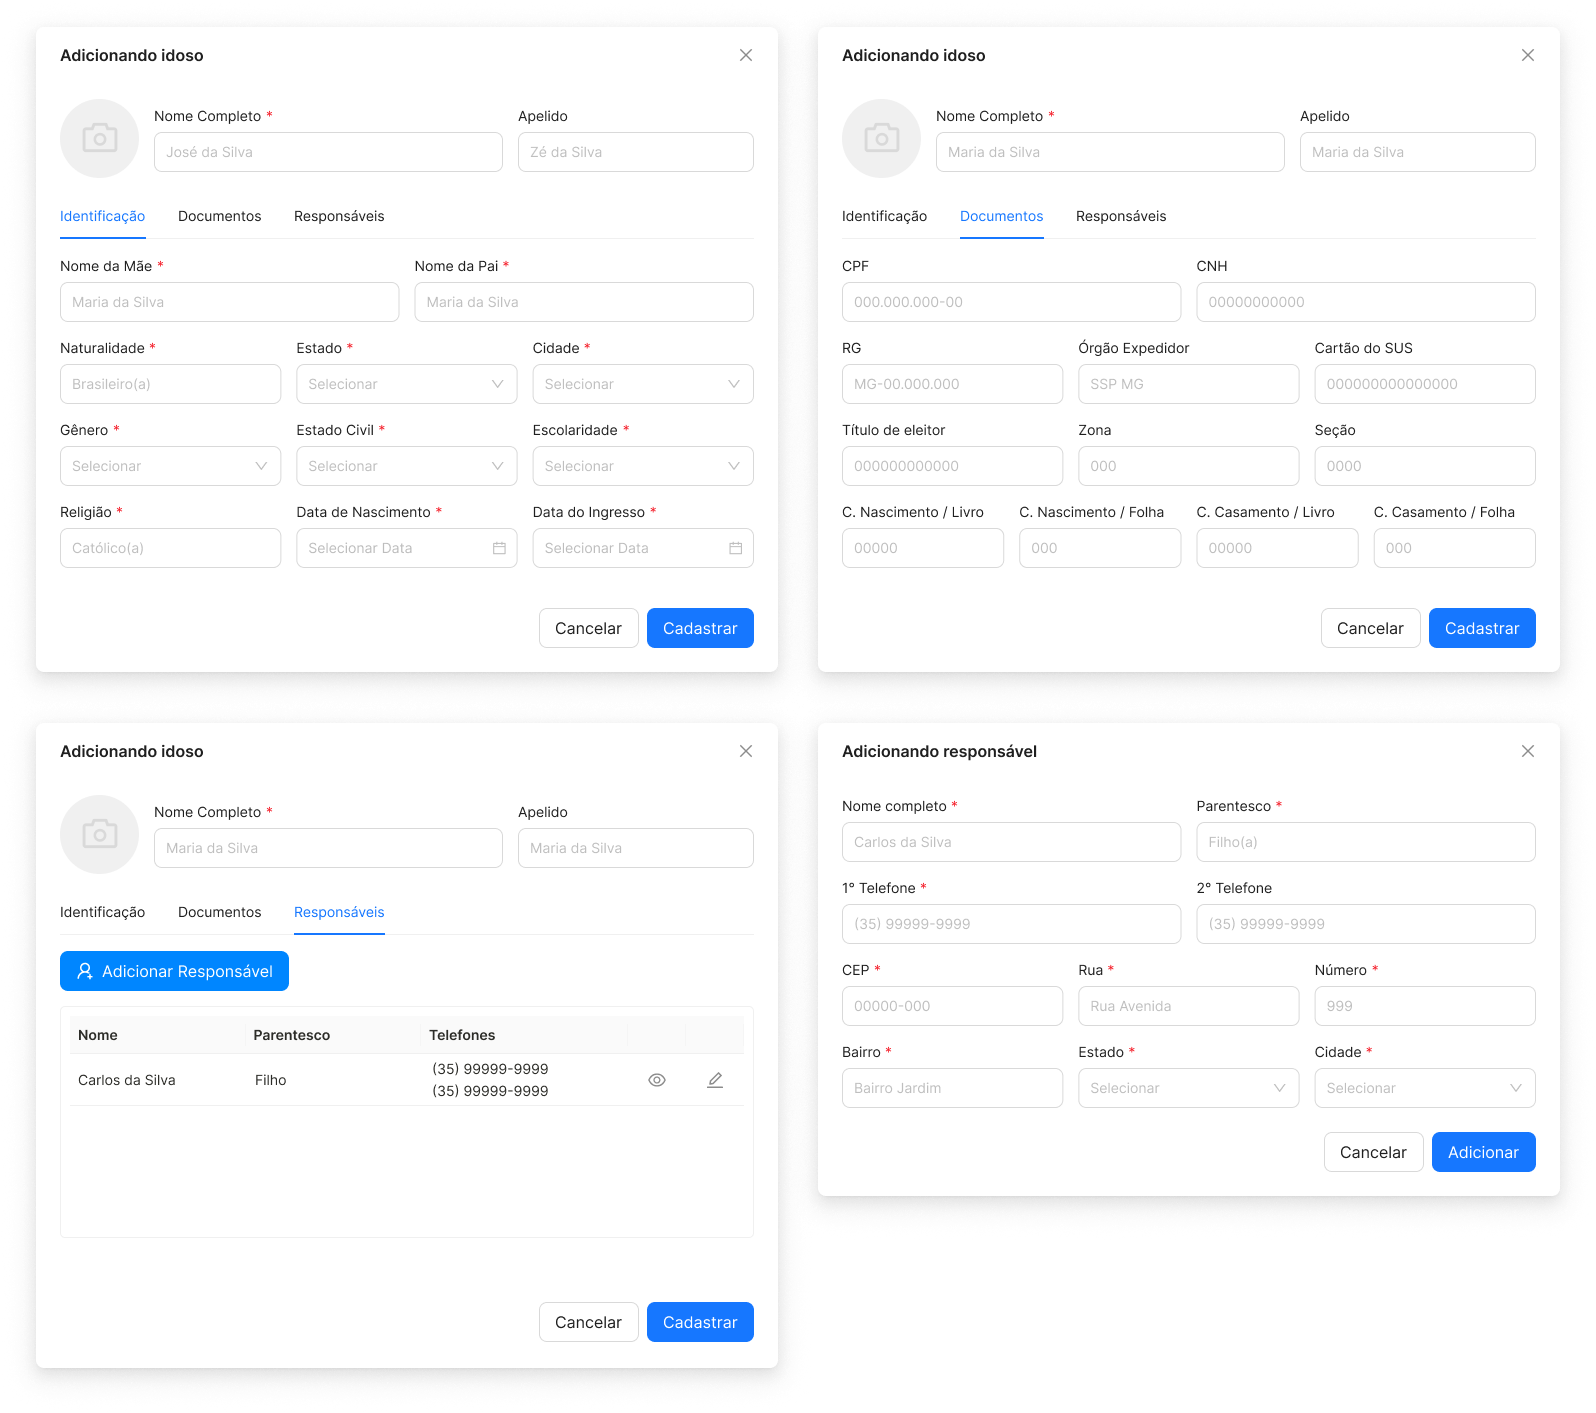 Adicionando idoso
Nome Completo *
Apelido
José da Silva
Zé da Silva
Identificação
Documentos
Responsáveis
Nome da Mãe *
Nome da Pai *
Maria da Silva
Maria da Silva
Naturalidade *
Estado *
Cidade *
Brasileiro(a)
Selecionar
Selecionar
Gênero *
Estado Civil *
Escolaridade *
Selecionar
Selecionar
Selecionar
Religião *
Data de Nascimento *
Data do Ingresso *
Católico(a)
Selecionar Data
Selecionar Data
Cancelar
Cadastrar
Adicionando idoso
Nome Completo *
Apelido
Maria da Silva
Maria da Silva
Identificação
Documentos
Responsáveis
CPF
CNH
000.000.000-00
00000000000
RG
Órgão Expedidor
Cartão do SUS
MG-00.000.000
SSP MG
000000000000000
Título de eleitor
Zona
Seção
000000000000
000
0000
C. Nascimento / Livro
C. Nascimento / Folha
C. Casamento / Livro
C. Casamento / Folha
00000
000
00000
000
Cancelar
Cadastrar
Adicionando idoso
Nome Completo *
Apelido
Maria da Silva
Maria da Silva
Identificação
Documentos
Responsáveis
Adicionar Responsável
Nome
Parentesco
Telefones
Carlos da Silva
Filho
(35) 99999-9999
(35) 99999-9999
Cancelar
Cadastrar
Adicionando responsável
Nome completo *
Parentesco *
Carlos da Silva
Filho(a)
1º Telefone *
2º Telefone
(35) 99999-9999
(35) 99999-9999
CEP *
Rua *
Número *
00000-000
Rua Avenida
999
Bairro *
Estado *
Cidade *
Bairro Jardim
Selecionar
Selecionar
Cancelar
Adicionar